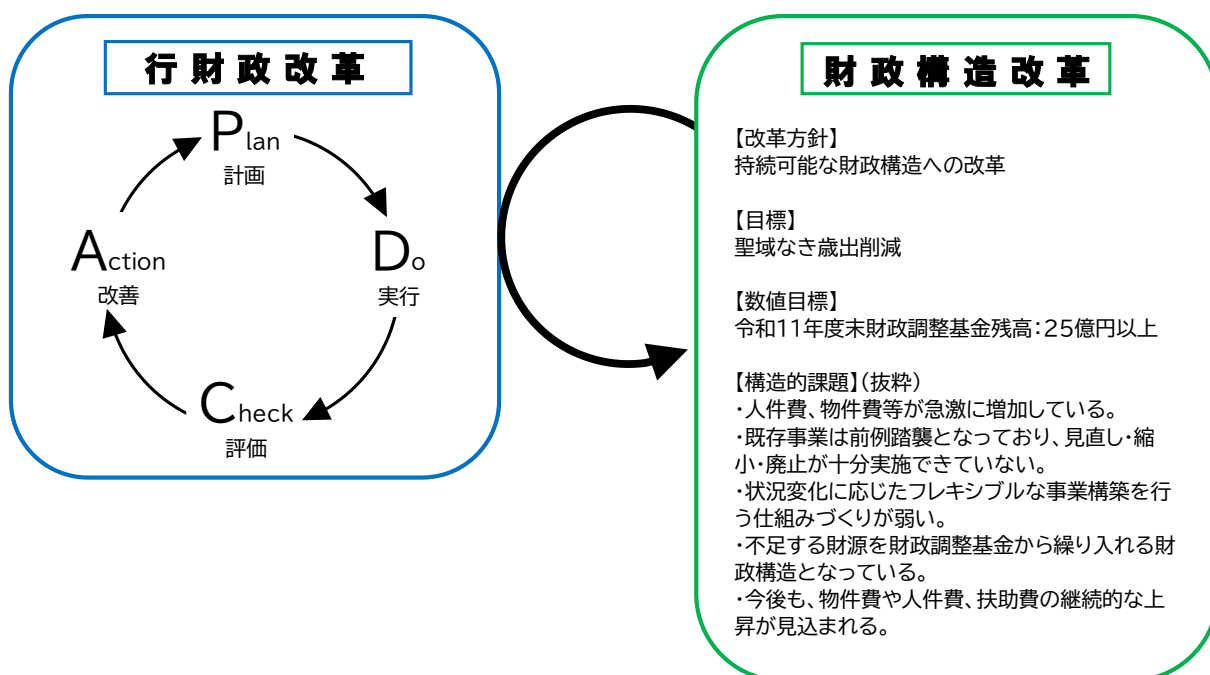 行財政改革
Plan
計画
Do
実行
Check
評価
Action
改善
財政構造改革
【改革方針】
持続可能な財政構造への改革
【目標】
聖域なき歳出削減
【数値目標】
令和11年度末財政調整基金残高：25億円以上
【構造的課題】（抜粋）
・人件費、物件費等が急激に増加している。
・既存事業は前例踏襲となっており、見直し・縮
小・廃止が十分実施できていない。
・状況変化に応じたフレキシブルな事業構築を行
う仕組みづくりが弱い。
・不足する財源を財政調整基金から繰り入れる財
政構造となっている。
・今後も、物件費や人件費、扶助費の継続的な上
昇が見込まれる。